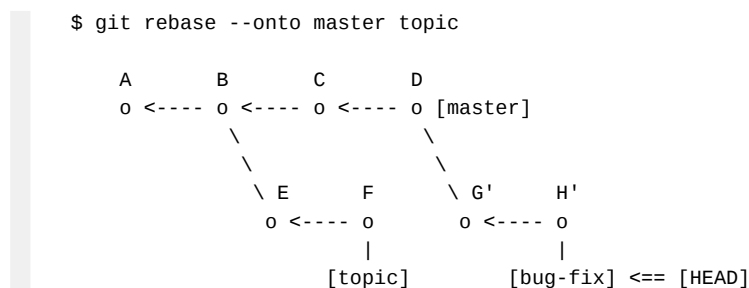 $ git rebase --onto master topic
A B C D
o <---- o <---- o <---- o [master]
\ \
\ \
\ E F \ G' H'
o <---- o o <---- o
| |
[topic] [bug-fix] <== [HEAD]